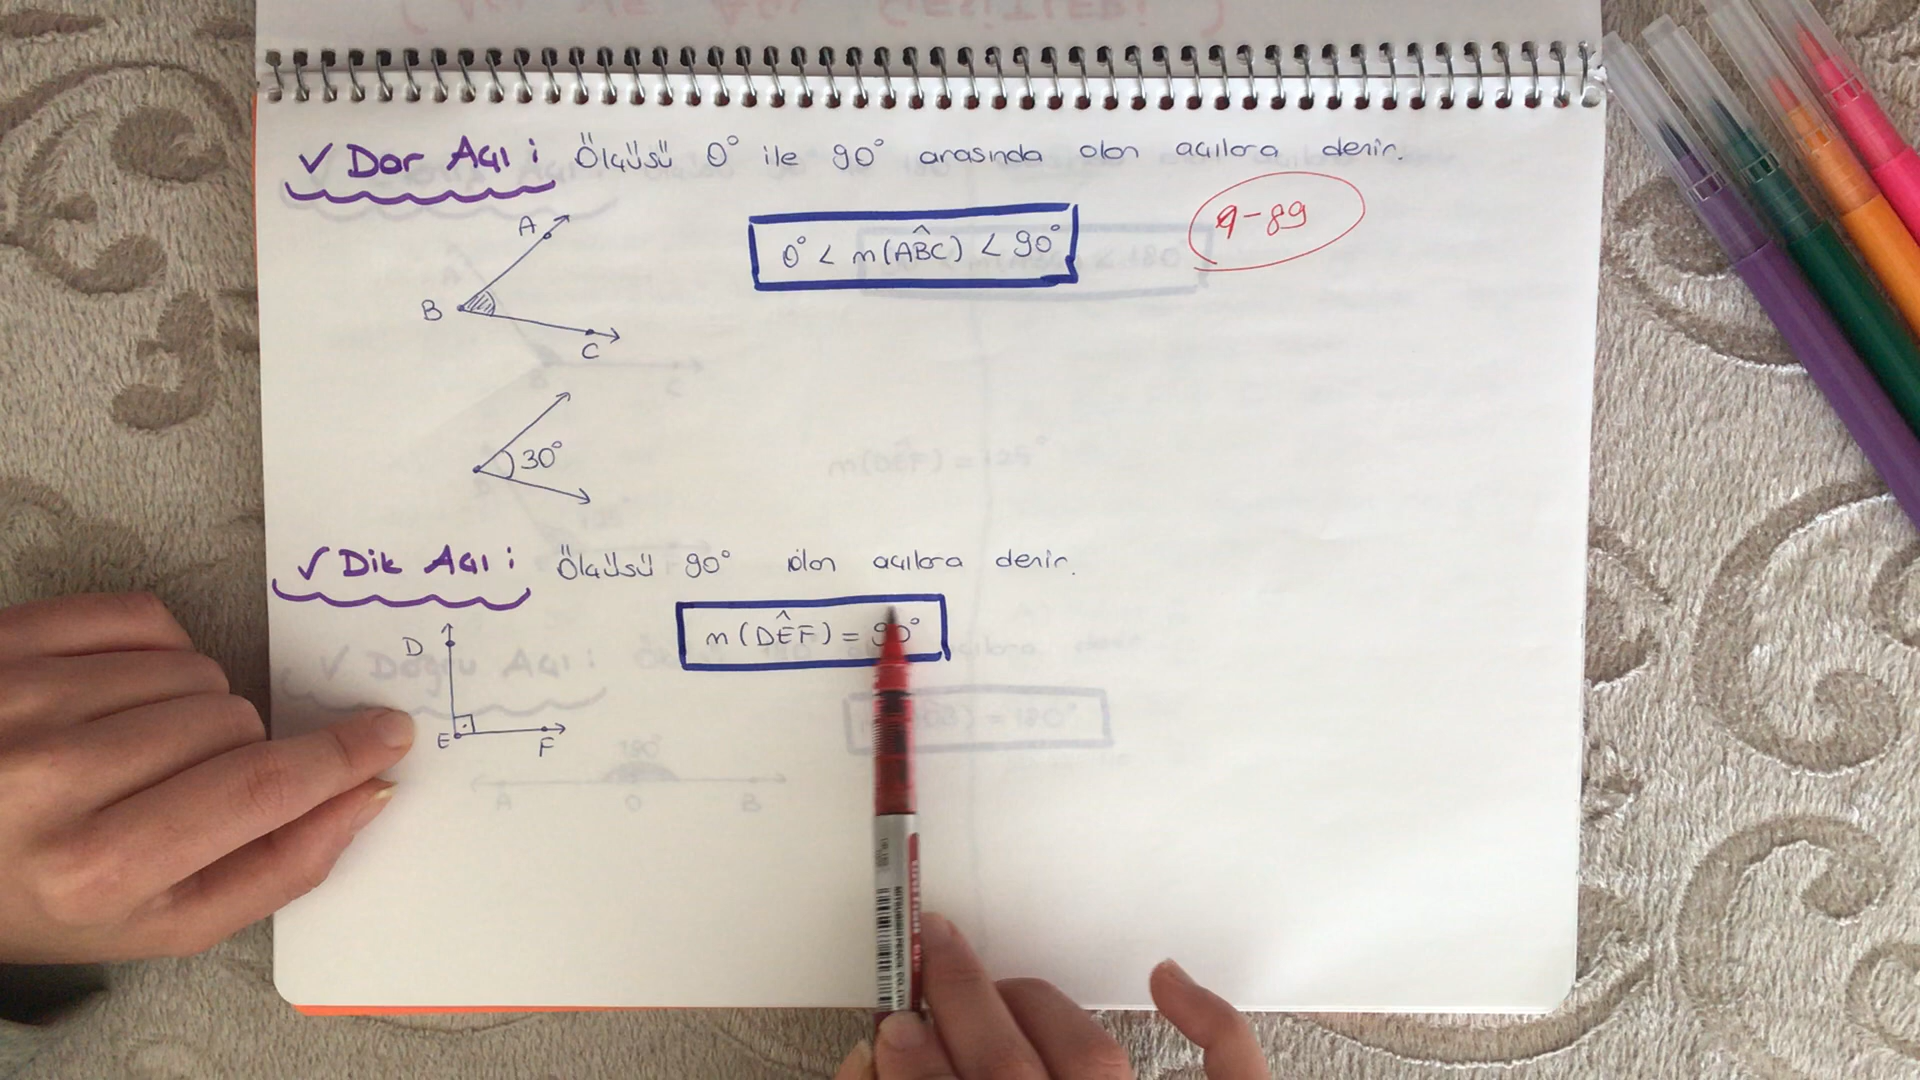 ✓ Dar Açı : Ölçüsü 0° ile 90° arasında olan açılara denir.
A
B
C
0° < m(ABC) < 90°
1-89
30°
✓ Dik Açı : Ölçüsü 90° olan açılara denir.
D
E
F
m(DEF) = 90°